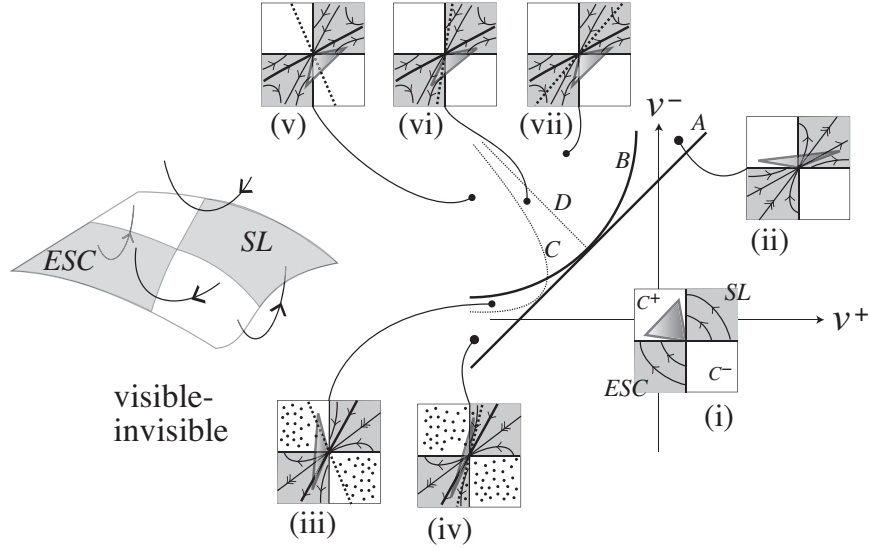 (v)
(vi)
(vii)
v⁻
A
B
(ii)
D
C
ESC
SL
C⁺
SL
v⁺
ESC
C⁻
(i)
visible-
invisible
(iii)
(iv)